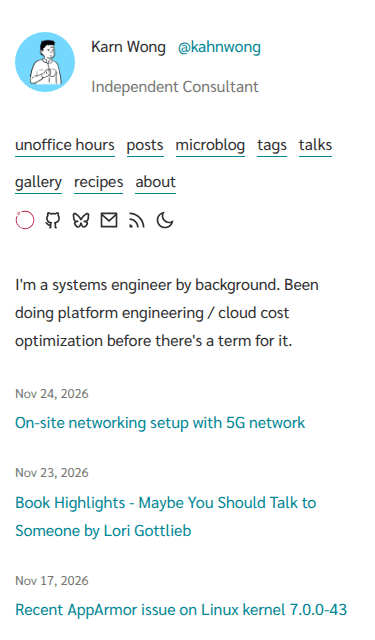 Karn Wong @kahnwong
Independent Consultant
unoffice hours posts microblog tags talks
gallery recipes about
I'm a systems engineer by background. Been
doing platform engineering / cloud cost
optimization before there's a term for it.
Nov 24, 2026
On-site networking setup with 5G network
Nov 23, 2026
Book Highlights - Maybe You Should Talk to
Someone by Lori Gottlieb
Nov 17, 2026
Recent AppArmor issue on Linux kernel 7.0.0-43